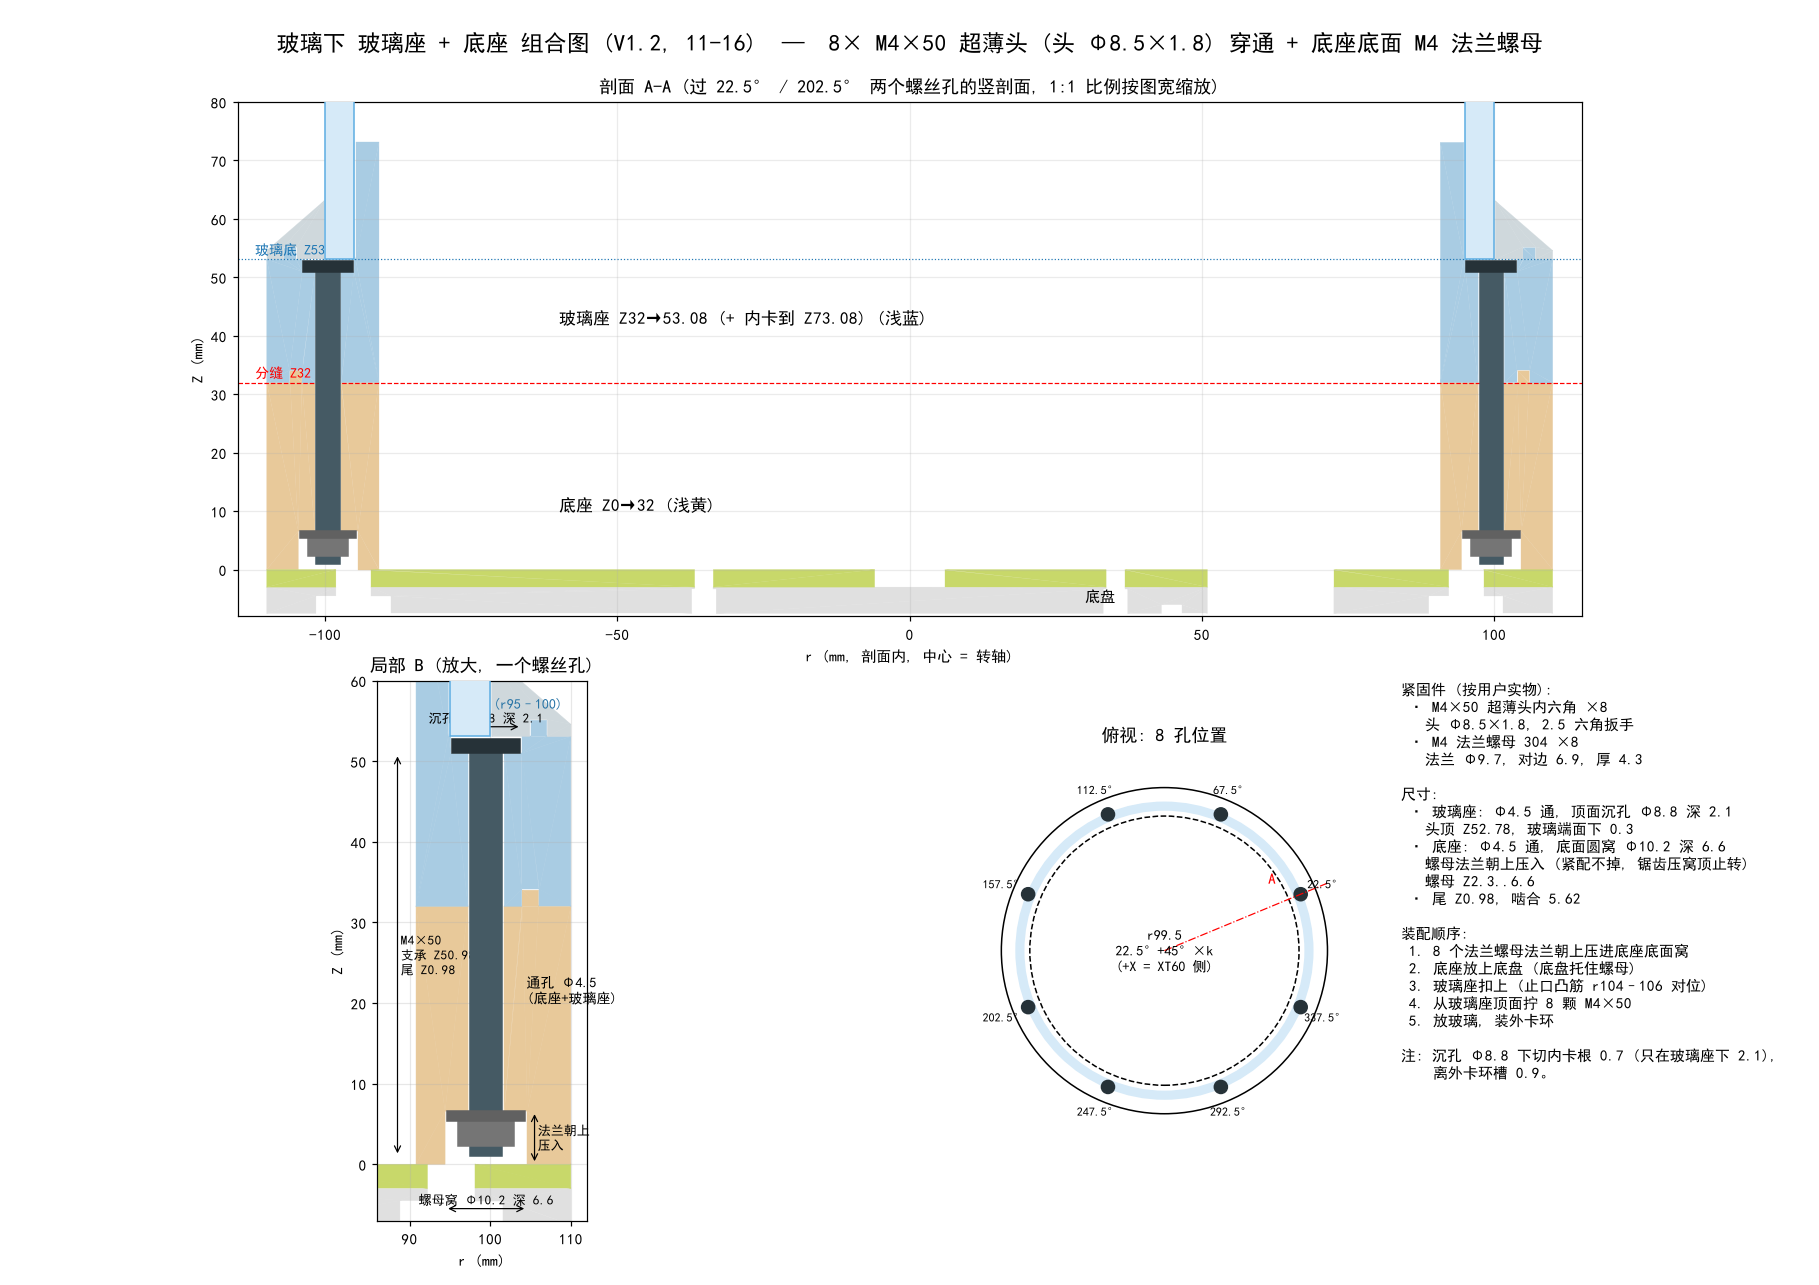 玻璃下 玻璃座 + 底座 组合图 (V1.2, 11-16) — 8× M4×50 超薄头 (头 Φ8.5×1.8) 穿通 + 底座底面 M4 法兰螺母
剖面 A-A (过 22.5° / 202.5° 两个螺丝孔的竖剖面, 1:1 比例按图宽缩放)
80
70
60
50
40
30
20
10
0
Z (mm)
玻璃底 Z53
分缝 Z32
玻璃座 Z32→53.08 (+ 内卡到 Z73.08) (浅蓝)
底座 Z0→32 (浅黄)
底盘
-100
-50
0
50
100
r (mm, 剖面内, 中心 = 转轴)
局部 B (放大, 一个螺丝孔)
60
50
40
30
20
10
0
Z (mm)
(r95-100)
沉孔 8 深 2.1
M4×50
支承 Z50.9
尾 Z0.98
通孔 Φ4.5
(底座+玻璃座)
法兰朝上
压入
螺母窝 Φ10.2 深 6.6
90
100
110
r (mm)
俯视: 8 孔位置
112.5°
67.5°
157.5°
22.5°
A
r99.5
22.5° +45° ×k
(+X = XT60 侧)
202.5°
337.5°
247.5°
292.5°
紧固件 (按用户实物):
· M4×50 超薄头内六角 ×8
头 Φ8.5×1.8, 2.5 六角扳手
· M4 法兰螺母 304 ×8
法兰 Φ9.7, 对边 6.9, 厚 4.3
尺寸:
· 玻璃座: Φ4.5 通, 顶面沉孔 Φ8.8 深 2.1
头顶 Z52.78, 玻璃端面下 0.3
· 底座: Φ4.5 通, 底面圆窝 Φ10.2 深 6.6
螺母法兰朝上压入 (紧配不掉, 锯齿压窝顶止转)
螺母 Z2.3..6.6
· 尾 Z0.98, 啮合 5.62
装配顺序:
1. 8 个法兰螺母法兰朝上压进底座底面窝
2. 底座放上底盘 (底盘托住螺母)
3. 玻璃座扣上 (止口凸筋 r104-106 对位)
4. 从玻璃座顶面拧 8 颗 M4×50
5. 放玻璃, 装外卡环
注: 沉孔 Φ8.8 下切内卡根 0.7 (只在玻璃座下 2.1),
离外卡环槽 0.9。